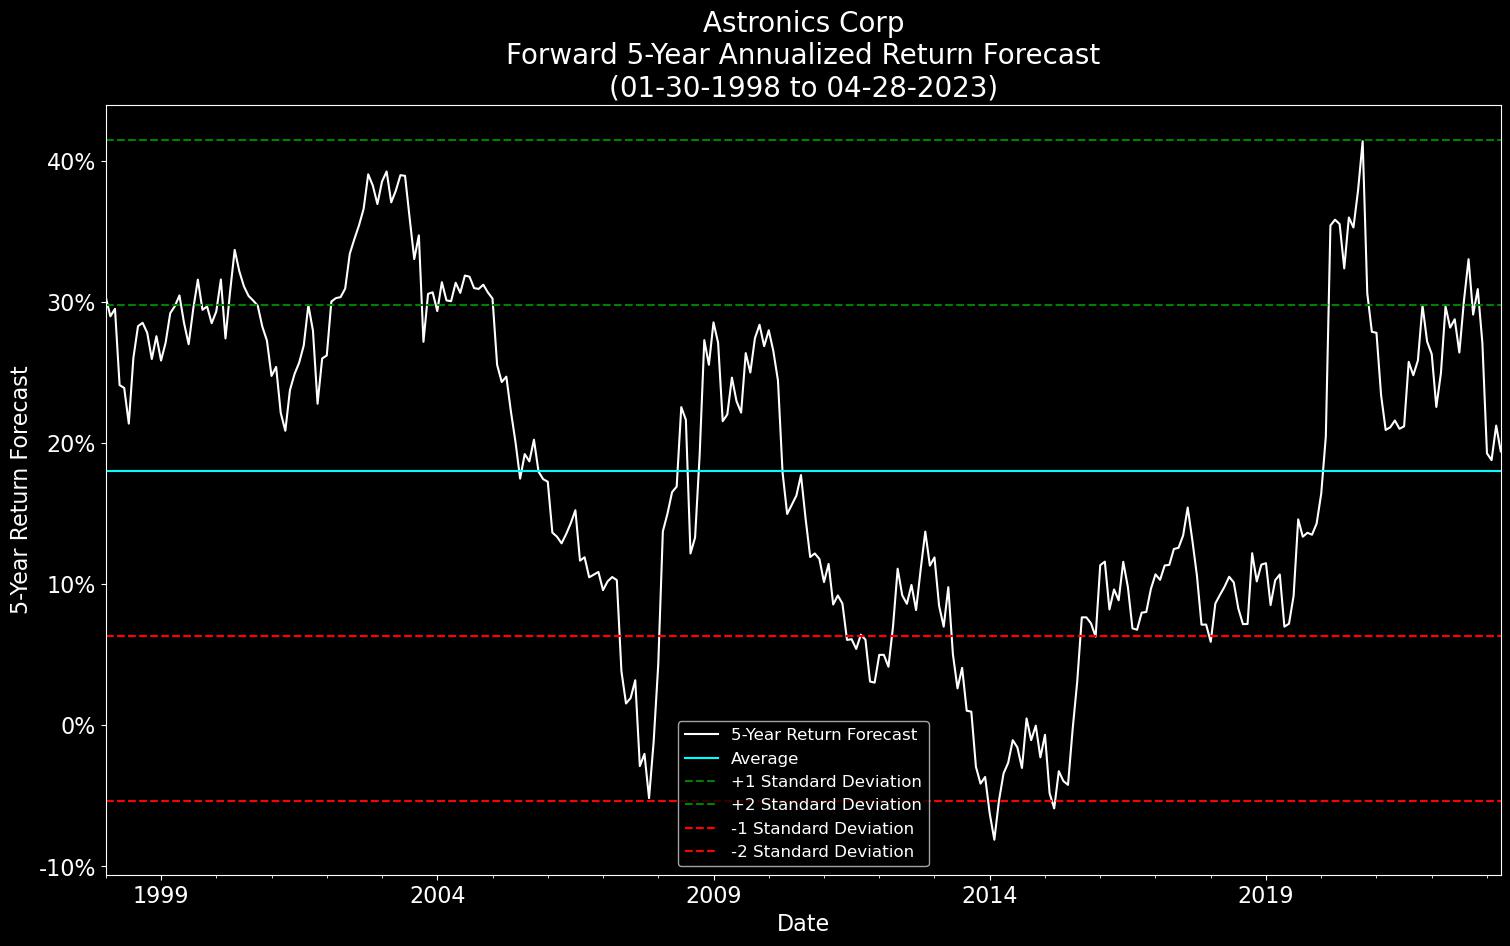 Astronics Corp
Forward 5-Year Annualized Return Forecast
(01-30-1998 to 04-28-2023)
5-Year Return Forecast
40%
30%
20%
10%
0%
-10%
5-Year Return Forecast
Average
+1 Standard Deviation
+2 Standard Deviation
-1 Standard Deviation
-2 Standard Deviation
1999
2004
2009
2014
2019
Date